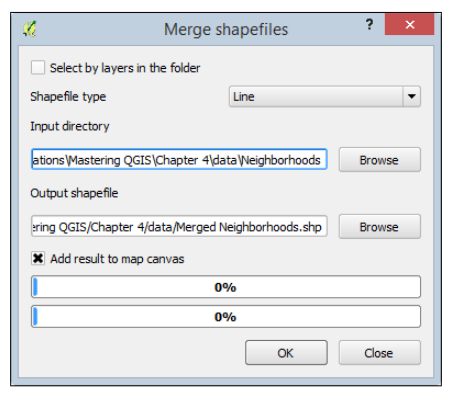 Merge shapefiles
?
×
Select by layers in the folder
Shapefile type
Line
Input directory
ations\Mastering QGIS\Chapter 4\data\Neighborhoods
Browse
Output shapefile
ering QGIS/Chapter 4/data/Merged Neighborhoods.shp
Browse
Add result to map canvas
0%
0%
OK
Close